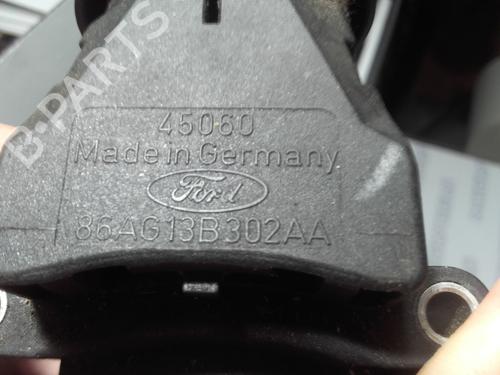 B-PARTS
45060
Made in Germany
Ford
86AG13B302AA